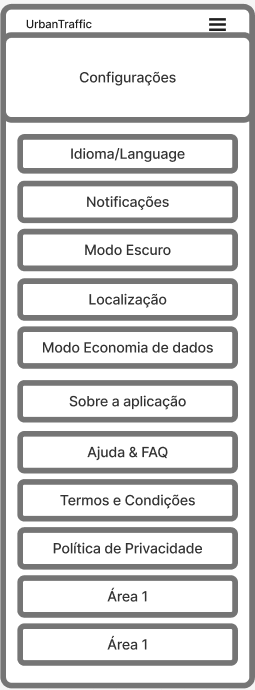 UrbanTraffic
Configurações
Idioma/Language
Notificações
Modo Escuro
Localização
Modo Economia de dados
Sobre a aplicação
Ajuda & FAQ
Termos e Condições
Política de Privacidade
Área 1
Área 1